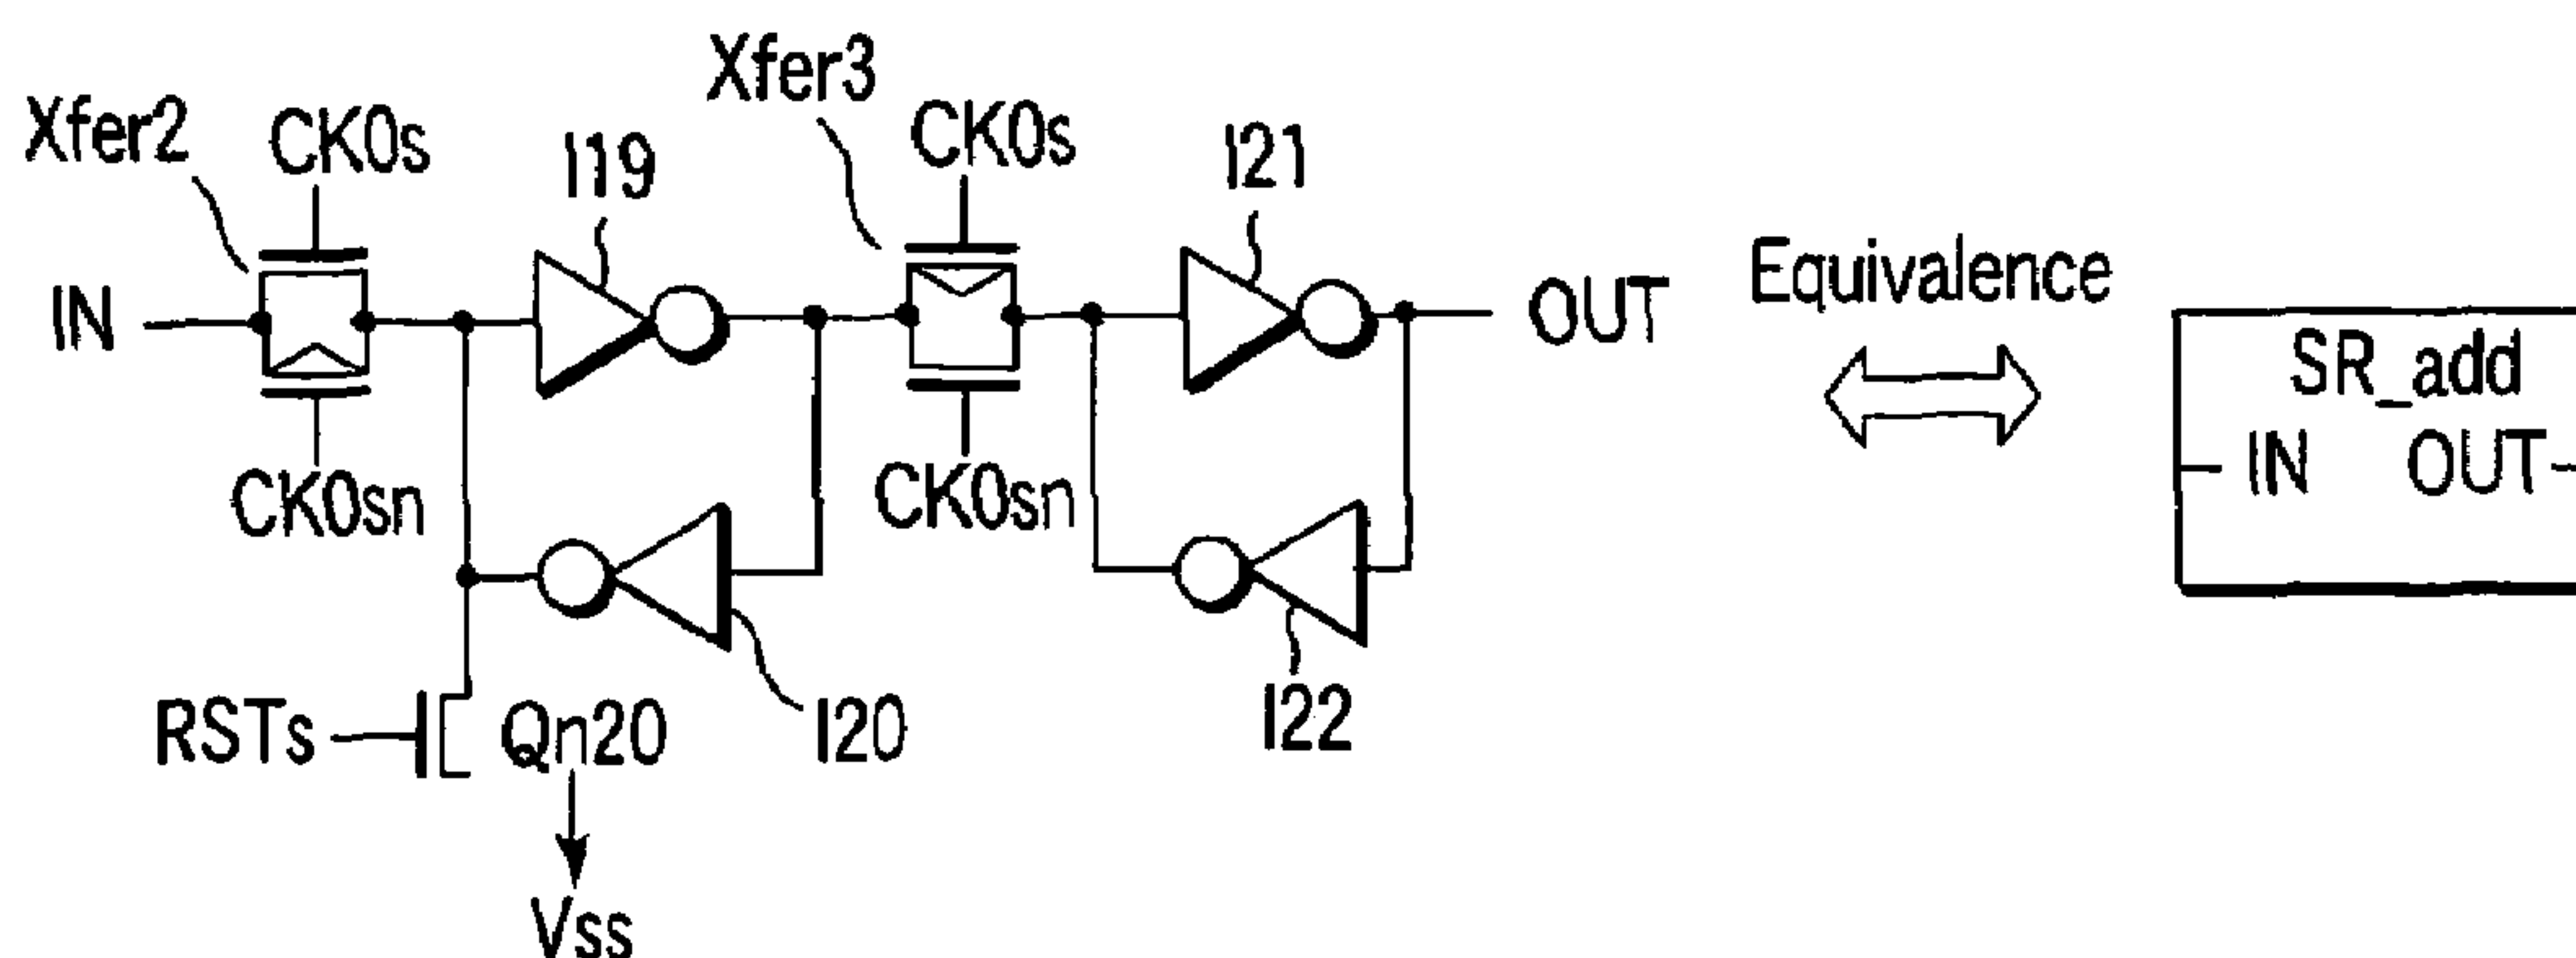 Xfer2
CK0s
I19
Xfer3
CK0s
I21
IN
OUT
Equivalence
SR_add
IN OUT
CK0sn
CK0sn
RSTs
Qn20
I20
I22
Vss